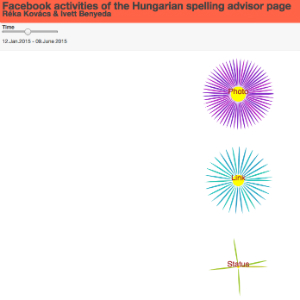 Facebook activities of the Hungarian spelling advisor page
Réka Kovács & Ivett Benyeda
Time
12.Jan.2015 - 08.June 2015
Photo
Link
Status